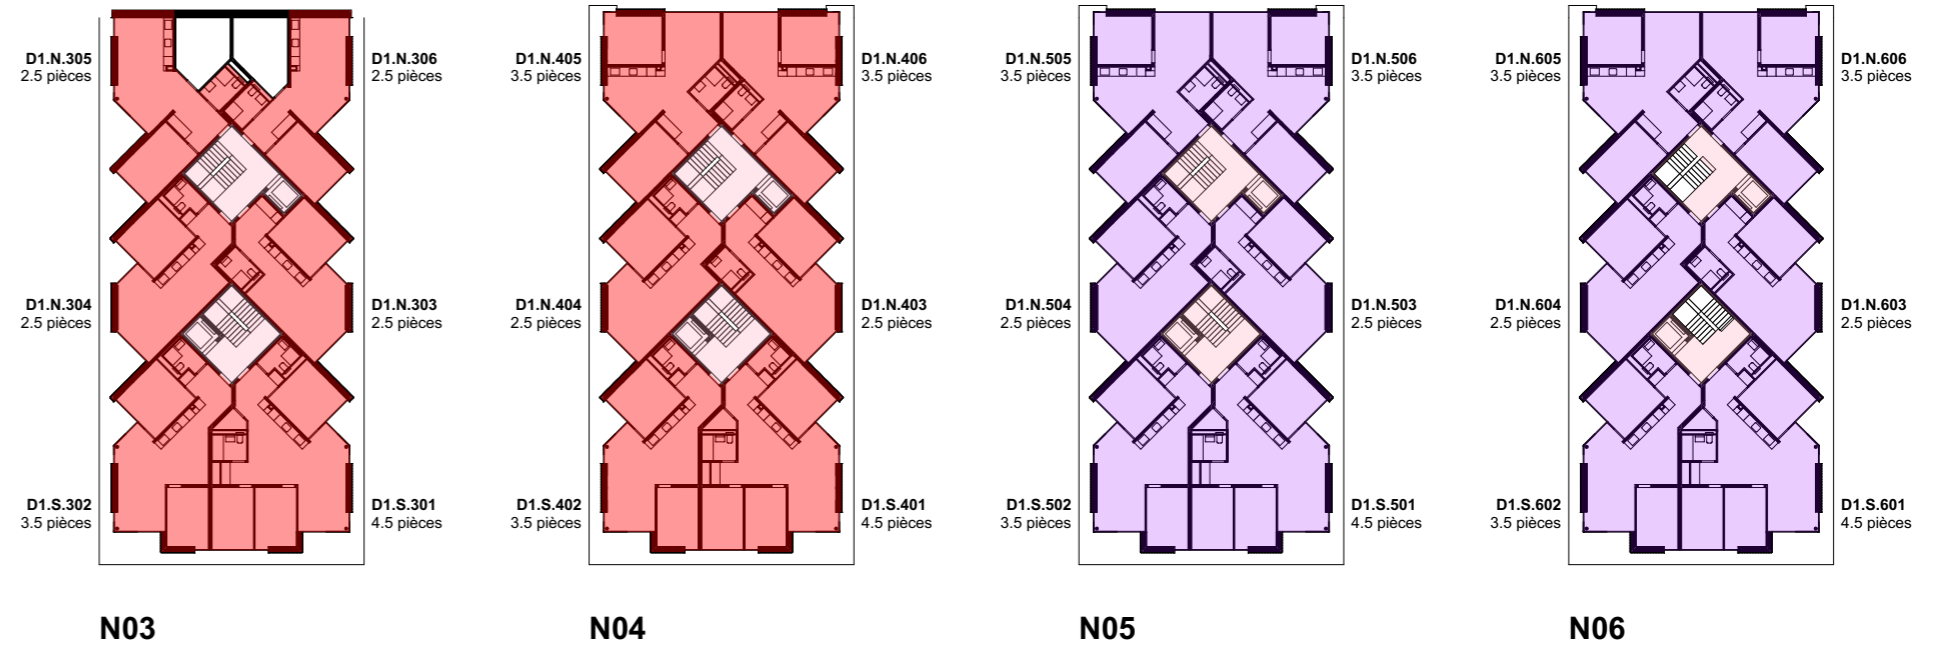 D1.N.305
2.5 pièces
D1.N.306
2.5 pièces
D1.N.304
2.5 pièces
D1.N.303
2.5 pièces
D1.S.302
3.5 pièces
D1.S.301
4.5 pièces
N03
D1.N.405
3.5 pièces
D1.N.406
3.5 pièces
D1.N.404
2.5 pièces
D1.N.403
2.5 pièces
D1.S.402
3.5 pièces
D1.S.401
4.5 pièces
N04
D1.N.505
3.5 pièces
D1.N.506
3.5 pièces
D1.N.504
2.5 pièces
D1.N.503
2.5 pièces
D1.S.502
3.5 pièces
D1.S.501
4.5 pièces
N05
D1.N.605
3.5 pièces
D1.N.606
3.5 pièces
D1.N.604
2.5 pièces
D1.N.603
2.5 pièces
D1.S.602
3.5 pièces
D1.S.601
4.5 pièces
N06